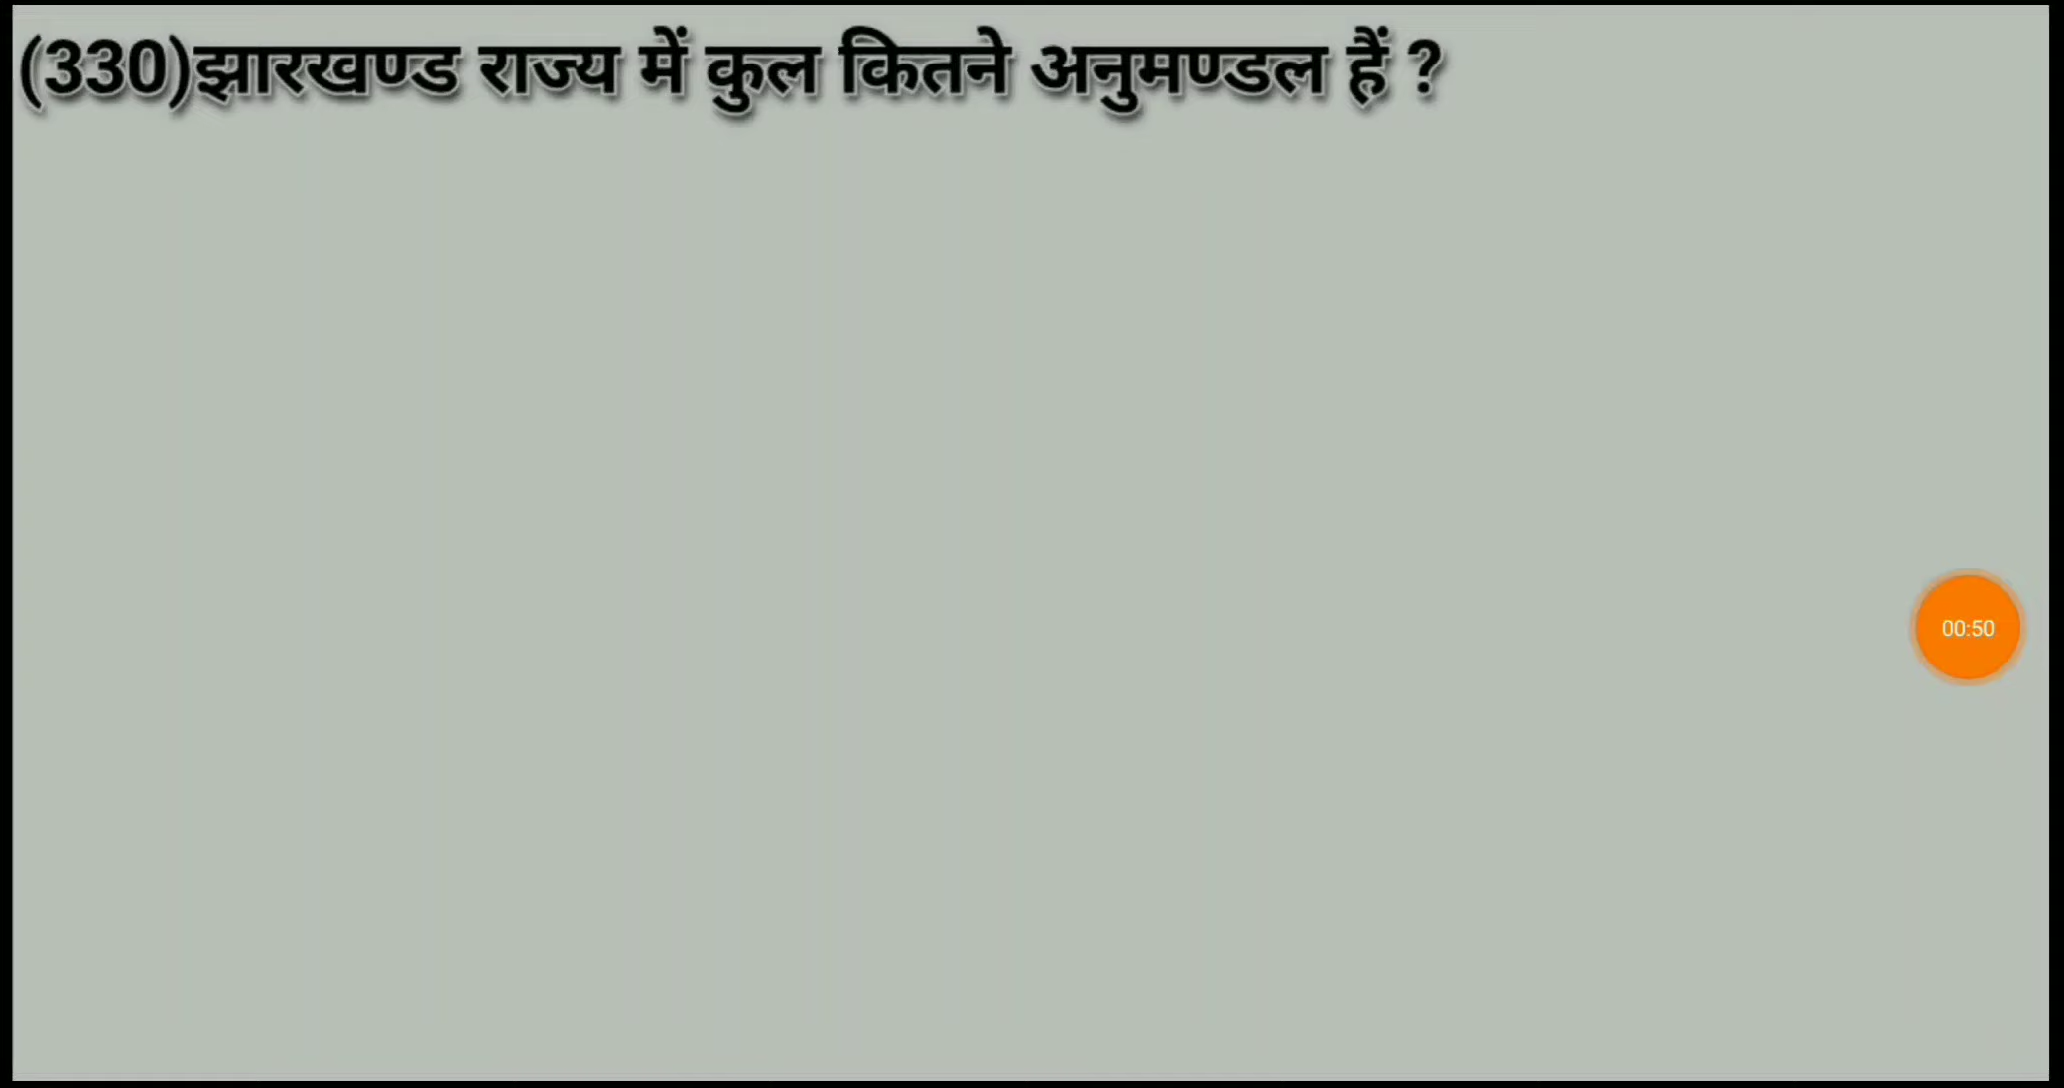 (330)झारखण्ड राज्य में कुल कितने अनुमण्डल हैं ?
00:50